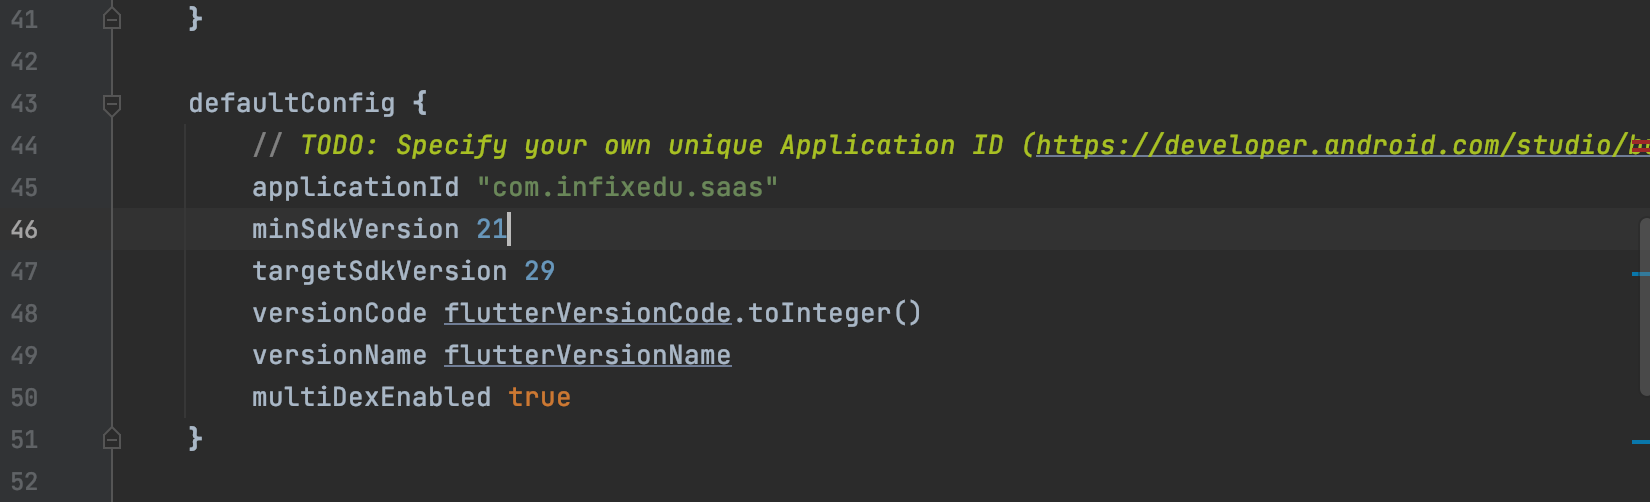 41 }
42
43 defaultConfig {
44 // TODO: Specify your own unique Application ID (https://developer.android.com/studio/
45 applicationId "com.infixedu.saas"
46 minSdkVersion 21
47 targetSdkVersion 29
48 versionCode flutterVersionCode.toInteger()
49 versionName flutterVersionName
50 multiDexEnabled true
51 }
52